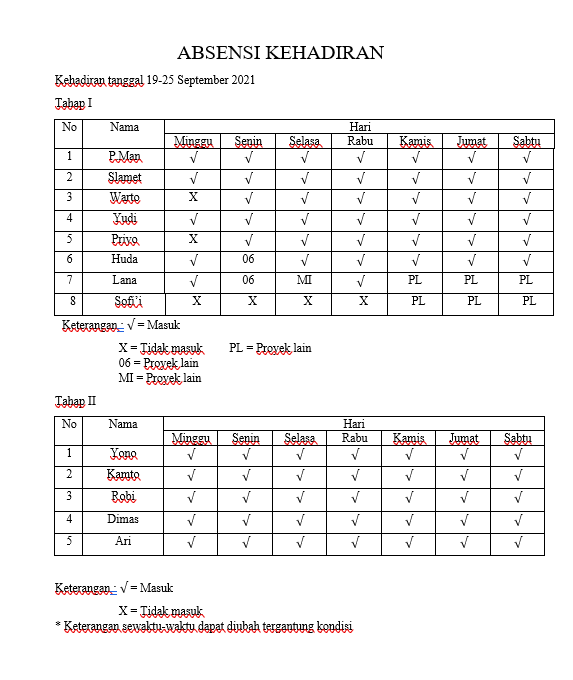 ABSENSI KEHADIRAN
Kehadiran tanggal 19-25 September 2021
Tahap I
No Nama Hari
Minggu Senin Selasa Rabu Kamis Jumat Sabtu
1 P.Man √ √ √ √ √ √ √
2 Slamet √ √ √ √ √ √ √
3 Warto X √ √ √ √ √ √
4 Yudi √ √ √ √ √ √ √
5 Priyo X √ √ √ √ √ √
6 Huda √ 06 √ √ √ √ √
7 Lana √ 06 MI √ PL PL PL
8 Sofi’i X X X X PL PL PL
Keterangan : √ = Masuk
X = Tidak masuk PL = Proyek lain
06 = Proyek lain
MI = Proyek lain
Tahap II
No Nama Hari
Minggu Senin Selasa Rabu Kamis Jumat Sabtu
1 Yono √ √ √ √ √ √ √
2 Kamto √ √ √ √ √ √ √
3 Robi √ √ √ √ √ √ √
4 Dimas √ √ √ √ √ √ √
5 Ari √ √ √ √ √ √ √
Keterangan : √ = Masuk
X = Tidak masuk
* Keterangan sewaktu-waktu dapat diubah tergantung kondisi